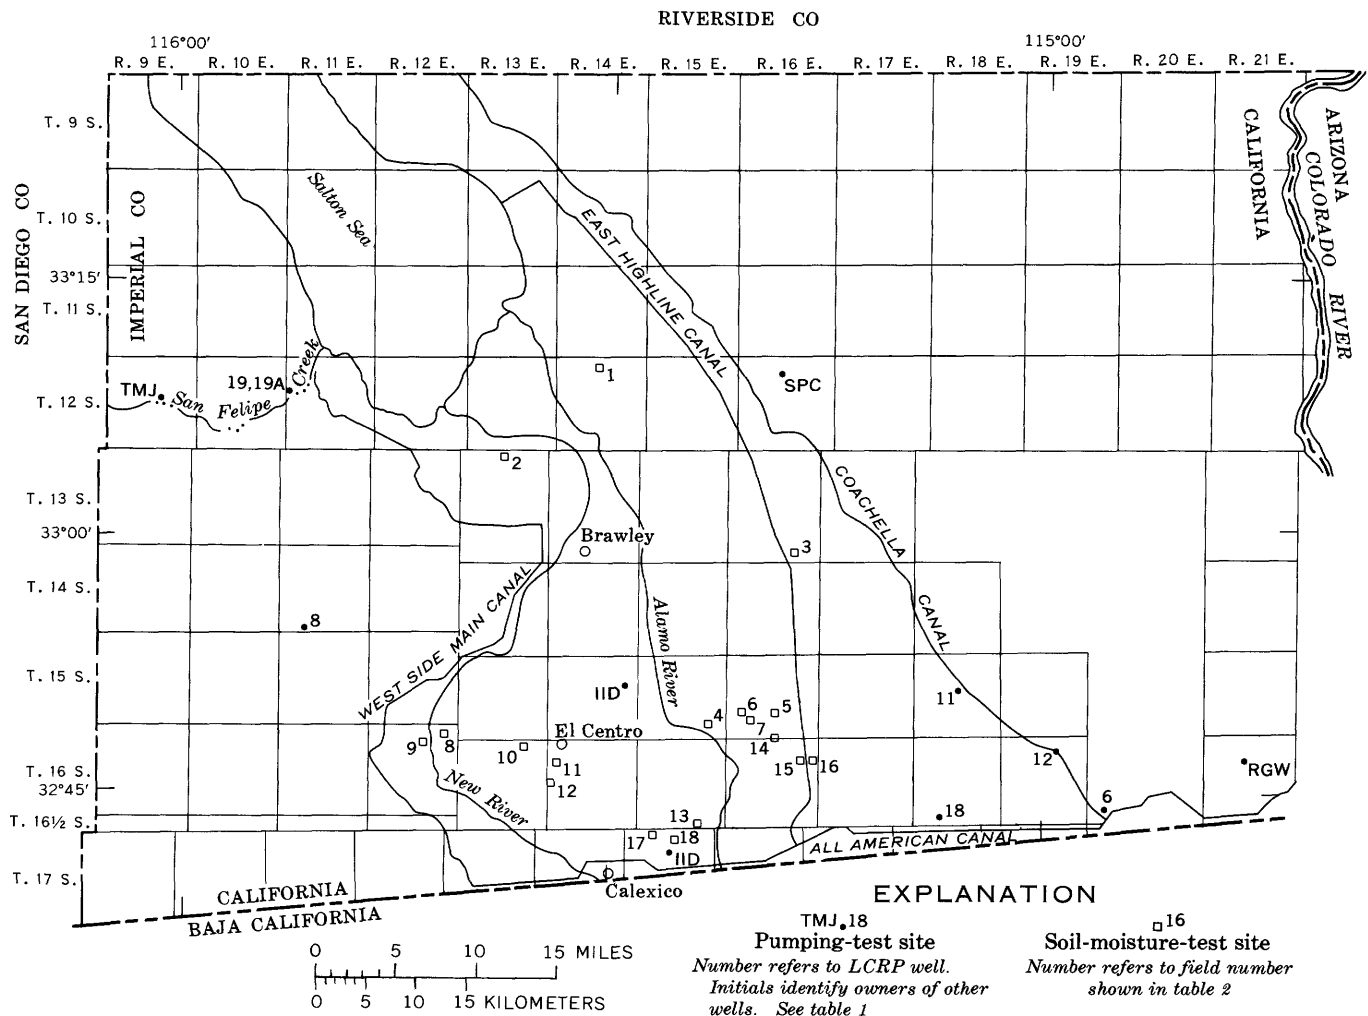 RIVERSIDE CO
116°00′
115°00′
R. 9 E. R. 10 E. R. 11 E. R. 12 E. R. 13 E. R. 14 E. R. 15 E. R. 16 E. R. 17 E. R. 18 E. R. 19 E. R. 20 E. R. 21 E.
SAN DIEGO CO
IMPERIAL CO
T. 9 S.
T. 10 S.
33°15′
T. 11 S.
T. 12 S.
T. 13 S.
33°00′
T. 14 S.
T. 15 S.
T. 16 S.
32°45′
T. 16½ S.
T. 17 S.
Salton Sea
EAST HIGHLINE CANAL
CALIFORNIA
ARIZONA
COLORADO RIVER
TMJ
San Felipe Creek
19,19A
1
SPC
2
COACHELLA CANAL
Brawley
3
8
WEST SIDE MAIN CANAL
Alamo River
IID
11
4
6
5
7
14
El Centro
9
8
10
11
12
15
16
12
RGW
New River
6
18
13
17
18
IID
ALL AMERICAN CANAL
Calexico
CALIFORNIA
BAJA CALIFORNIA
0 5 10 15 MILES
0 5 10 15 KILOMETERS
EXPLANATION
TMJ 18
Pumping-test site
Number refers to LCRP well.
Initials identify owners of other
wells. See table 1
16
Soil-moisture-test site
Number refers to field number
shown in table 2